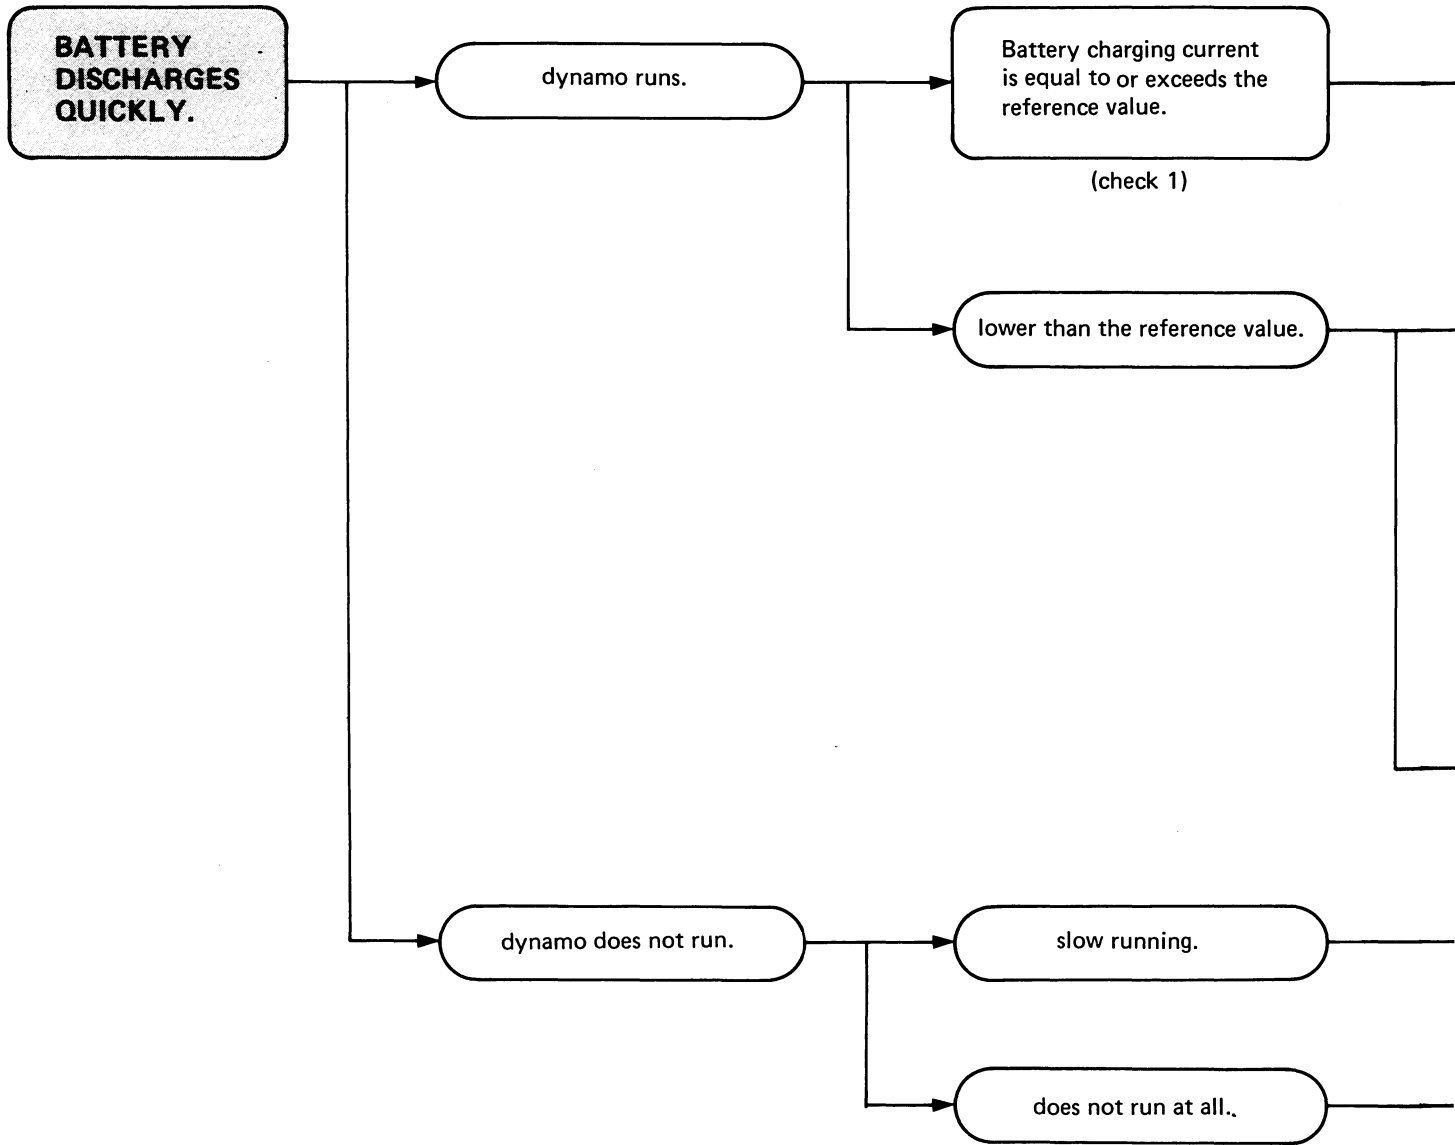 BATTERY
DISCHARGES
QUICKLY.
dynamo runs.
Battery charging current
is equal to or exceeds the
reference value.
(check 1)
lower than the reference value.
dynamo does not run.
slow running.
does not run at all..